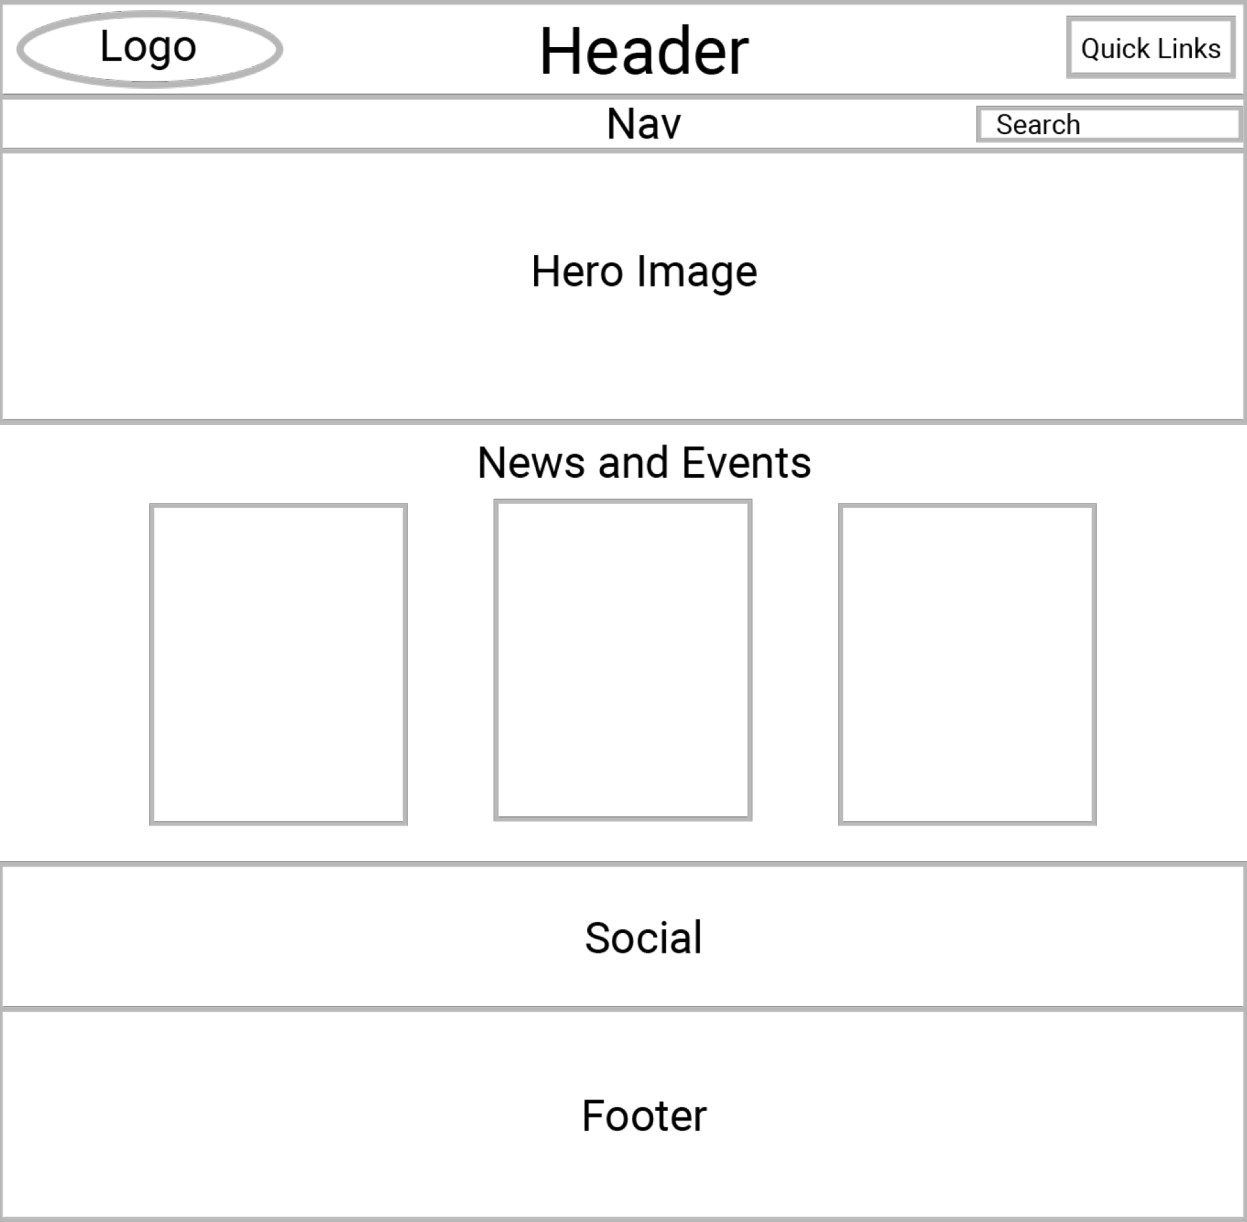 Logo
Header
Quick Links
Nav
Search
Hero Image
News and Events
Social
Footer